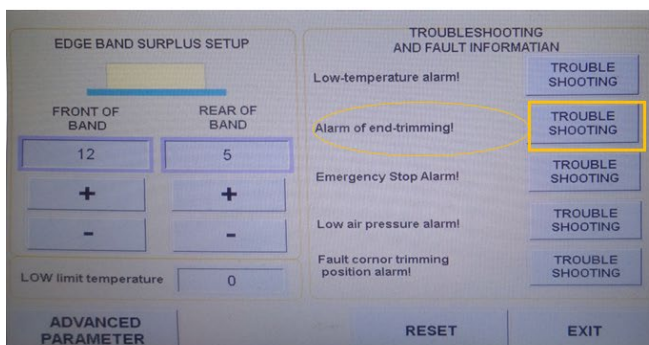 EDGE BAND SURPLUS SETUP
FRONT OF
BAND
REAR OF
BAND
12
5
+
+
-
-
LOW limit temperature
0
TROUBLESHOOTING
AND FAULT INFORMATIAN
Low-temperature alarm!
TROUBLE
SHOOTING
Alarm of end-trimming!
TROUBLE
SHOOTING
Emergency Stop Alarm!
TROUBLE
SHOOTING
Low air pressure alarm!
TROUBLE
SHOOTING
Fault cornor trimming
position alarm!
TROUBLE
SHOOTING
ADVANCED
PARAMETER
RESET
EXIT